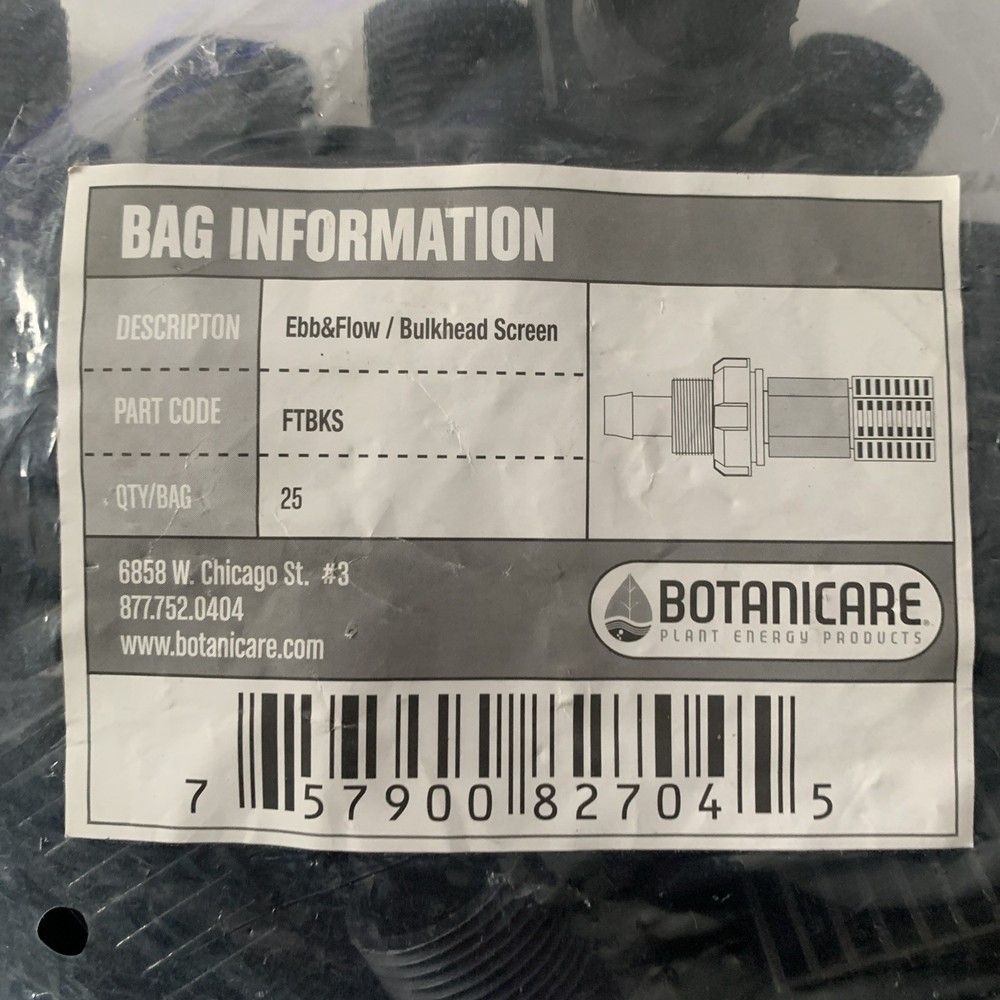 BAG INFORMATION
DESCRIPTON
Ebb&Flow / Bulkhead Screen
PART CODE
FTBKS
QTY/BAG
25
6858 W. Chicago St. #3
877.752.0404
www.botanicare.com
BOTANICARE®
PLANT ENERGY PRODUCTS
7 57900 82704 5